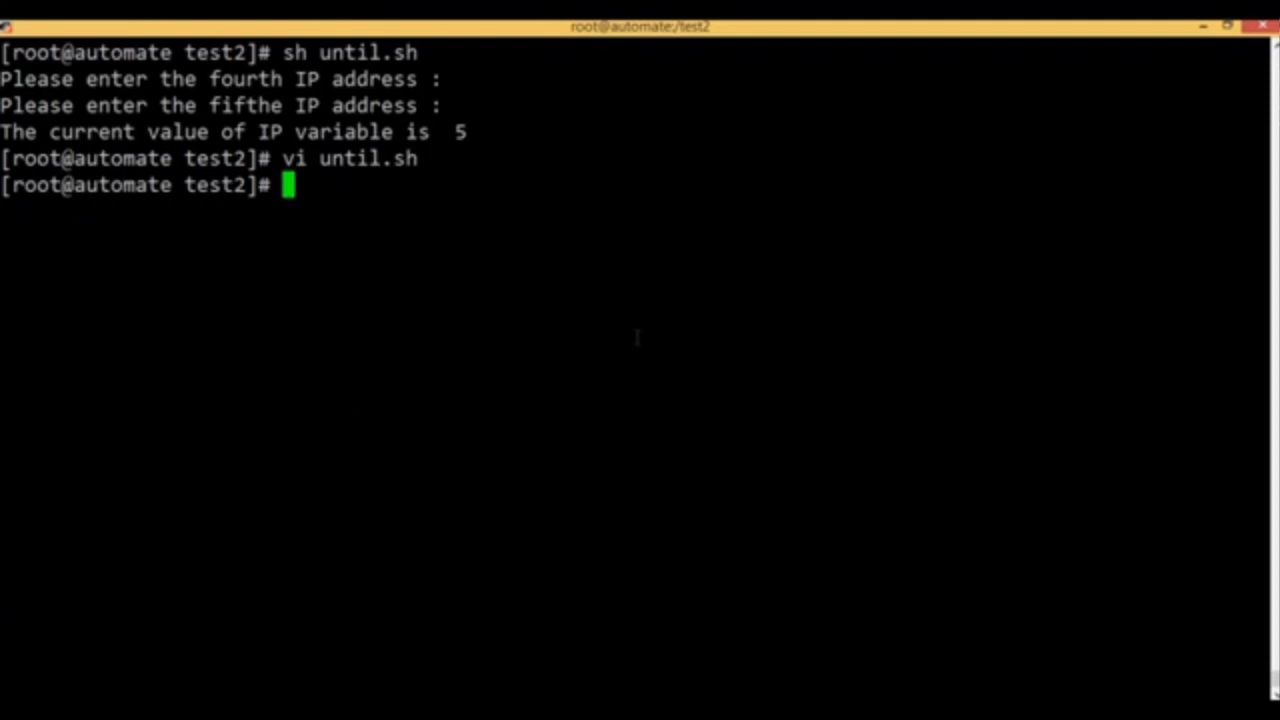 root@automate:/test2
[root@automate test2]# sh until.sh
Please enter the fourth IP address :
Please enter the fifthe IP address :
The current value of IP variable is  5
[root@automate test2]# vi until.sh
[root@automate test2]#